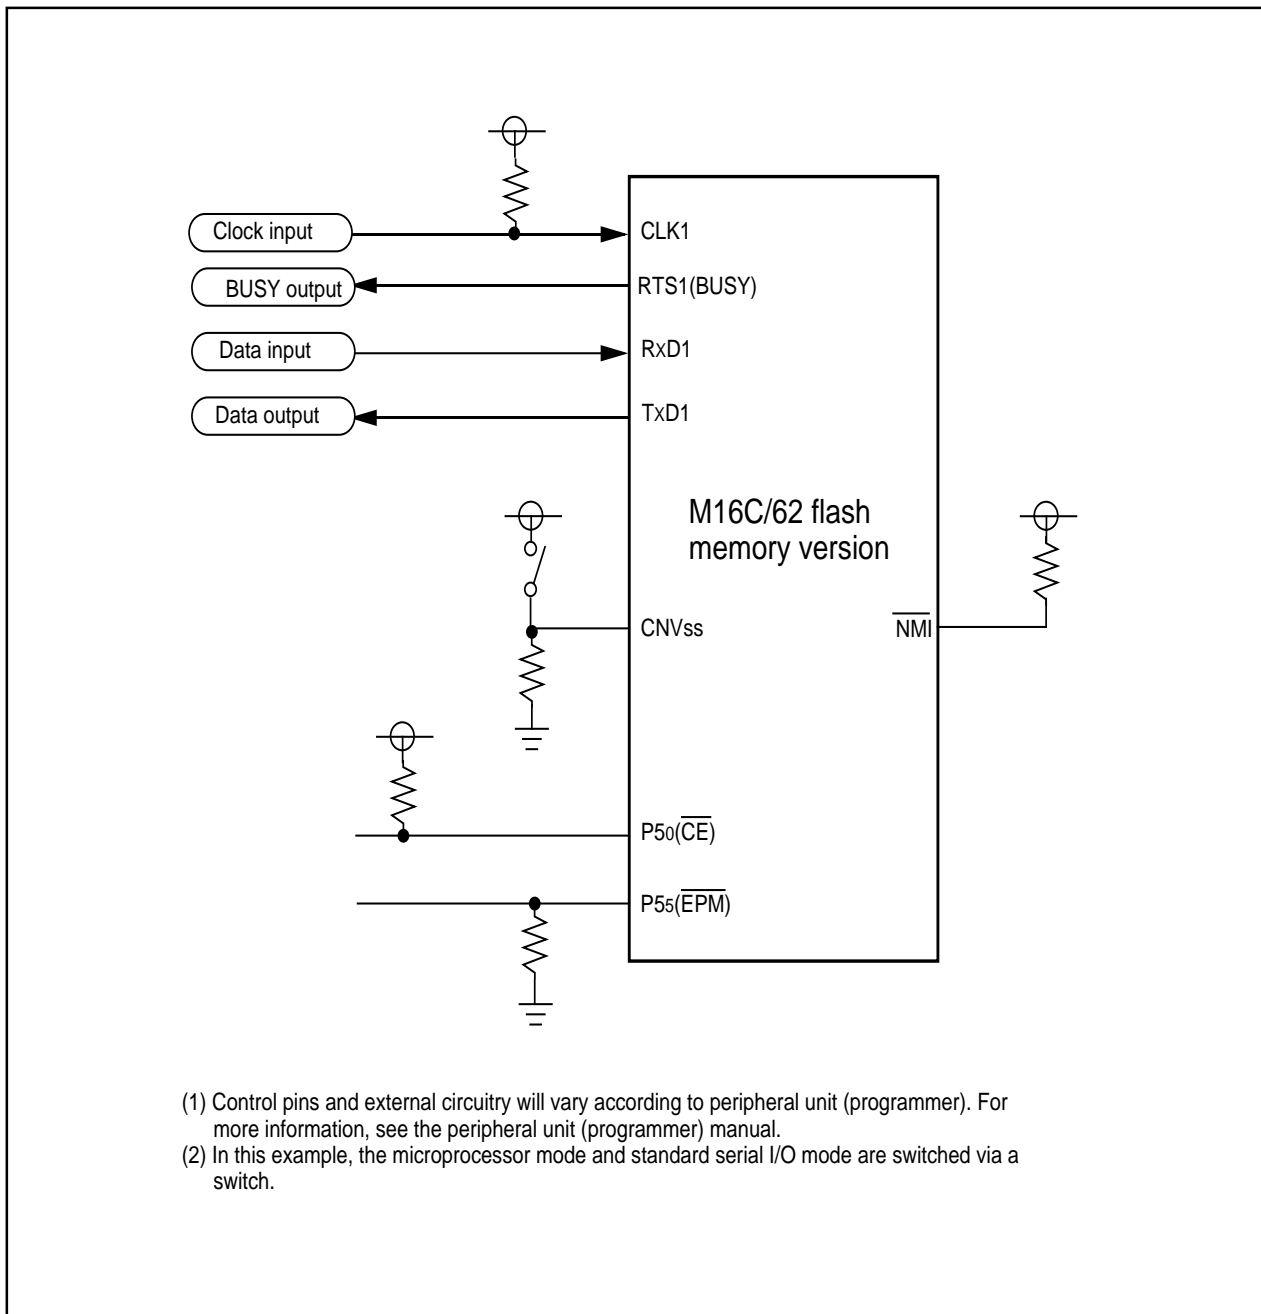 Clock input
CLK1
BUSY output
RTS1(BUSY)
Data input
RxD1
Data output
TxD1
M16C/62 flash
memory version
CNVss
NMI
P50(CE)
P55(EPM)
(1) Control pins and external circuitry will vary according to peripheral unit (programmer). For
more information, see the peripheral unit (programmer) manual.
(2) In this example, the microprocessor mode and standard serial I/O mode are switched via a
switch.